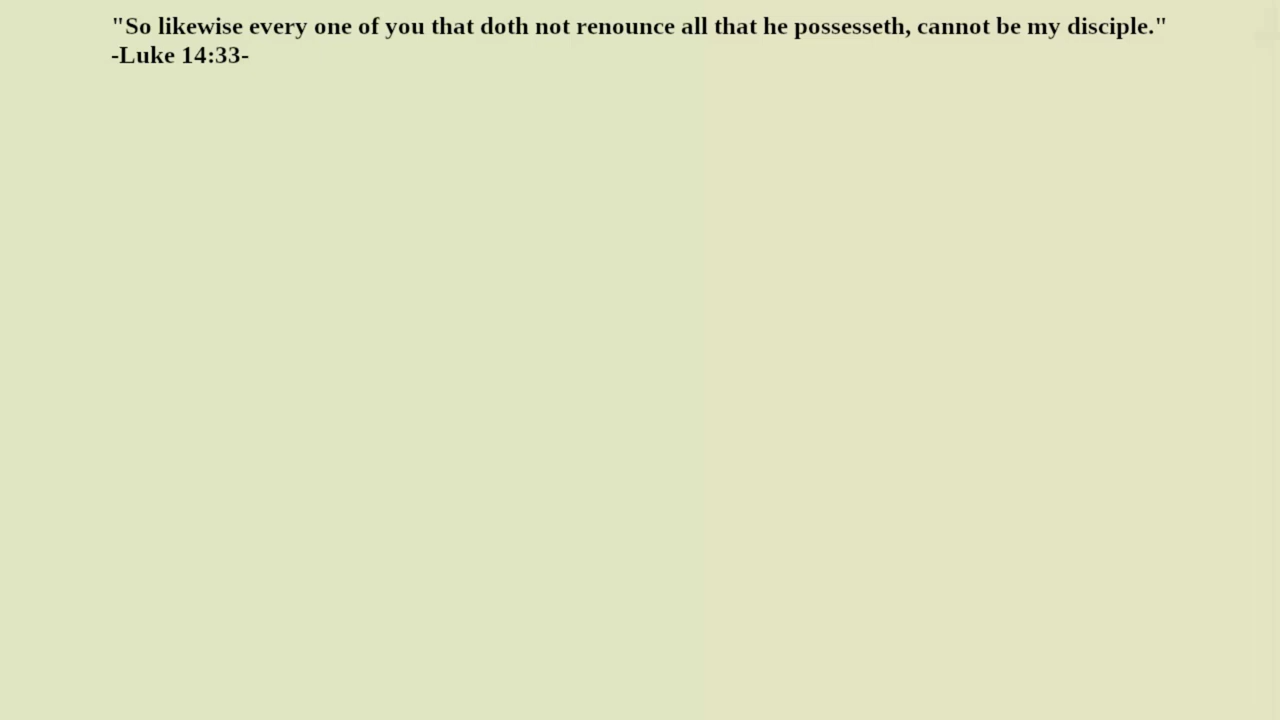 "So likewise every one of you that doth not renounce all that he possesseth, cannot be my disciple."
-Luke 14:33-